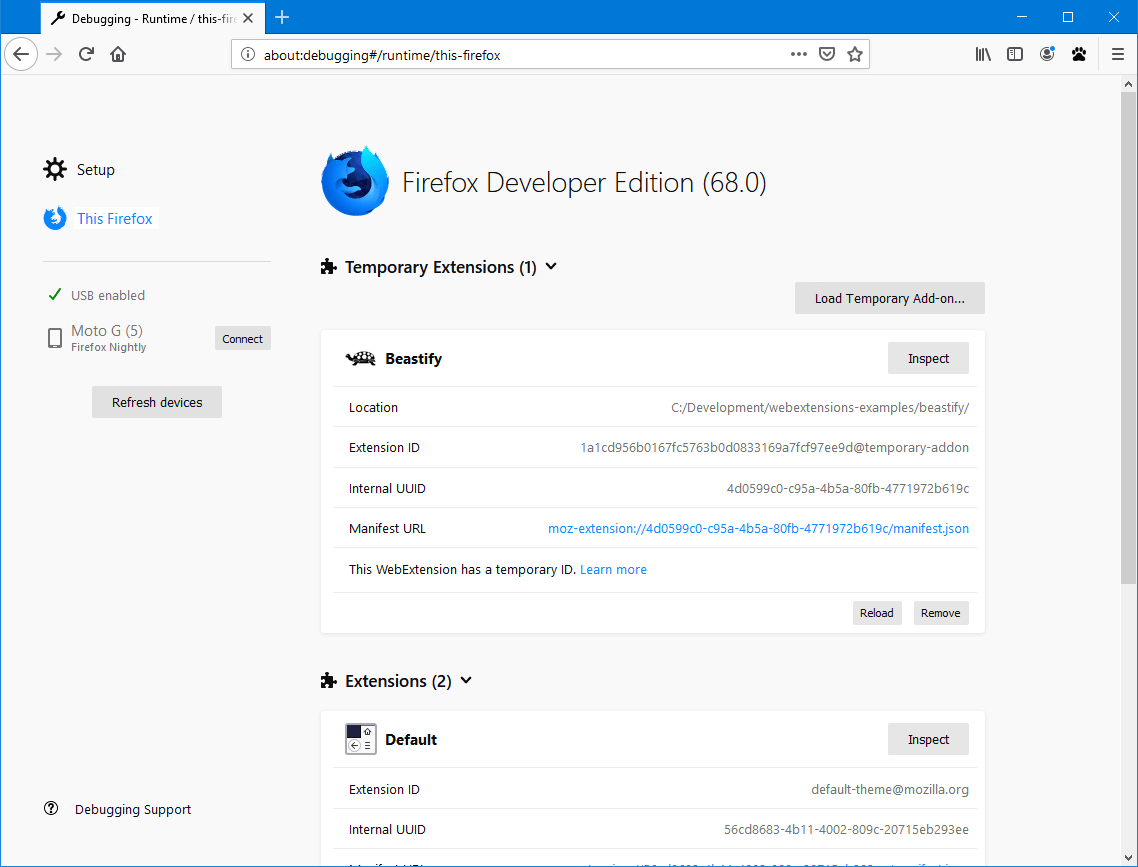 Debugging - Runtime / this-fire
about:debugging#/runtime/this-firefox
Setup
This Firefox
USB enabled
Moto G (5)
Firefox Nightly
Connect
Refresh devices
Debugging Support
Firefox Developer Edition (68.0)
Temporary Extensions (1)
Load Temporary Add-on...
Beastify
Inspect
Location C:/Development/webextensions-examples/beastify/
Extension ID 1a1cd956b0167fc5763b0d0833169a7fcf97ee9d@temporary-addon
Internal UUID 4d0599c0-c95a-4b5a-80fb-4771972b619c
Manifest URL moz-extension://4d0599c0-c95a-4b5a-80fb-4771972b619c/manifest.json
This WebExtension has a temporary ID. Learn more
Reload Remove
Extensions (2)
Default
Inspect
Extension ID default-theme@mozilla.org
Internal UUID 56cd8683-4b11-4002-809c-20715eb293ee